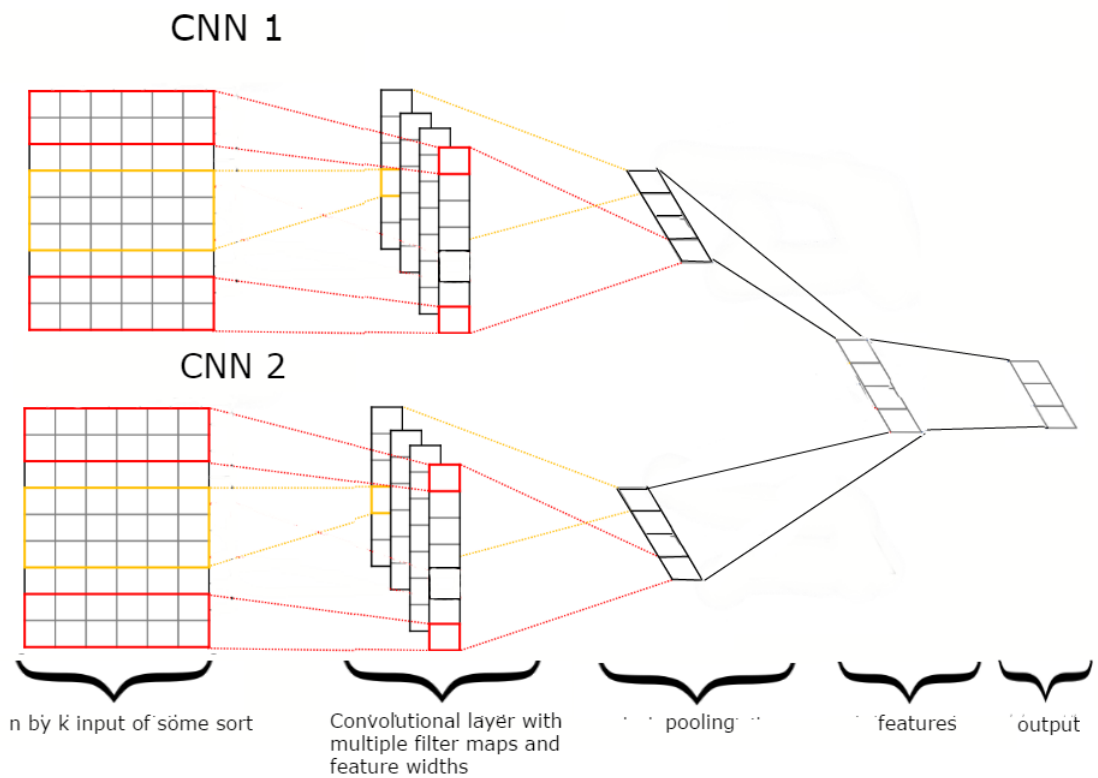 CNN 1
CNN 2
n by k input of some sort
Convolutional layer with
multiple filter maps and
feature widths
pooling
features
output